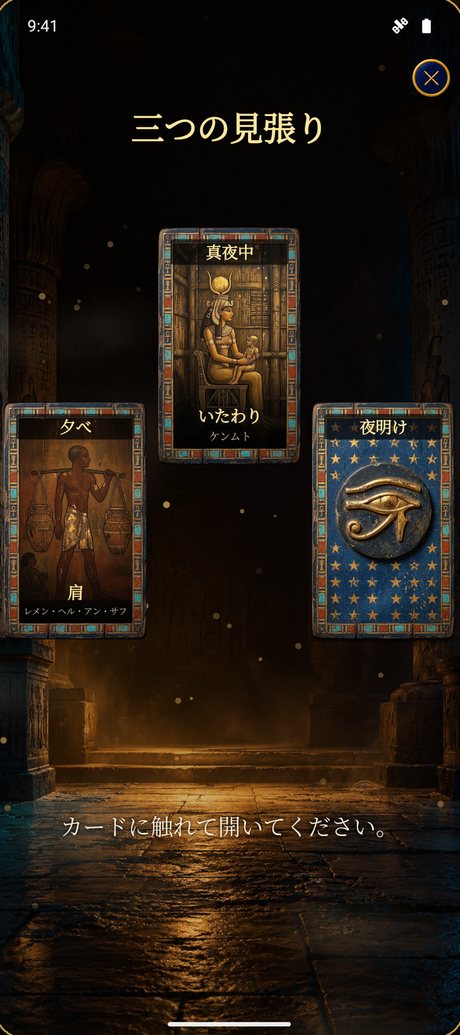 9:41
三つの見張り
真夜中
いたわり
ケンムト
夕べ
肩
レメン・ヘル・アン・サフ
夜明け
カードに触れて開いてください。